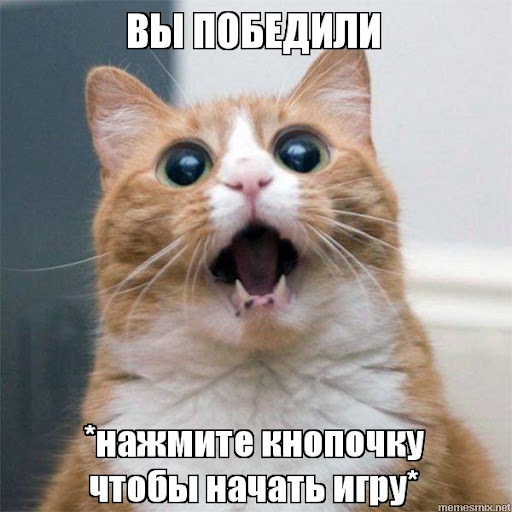 ВЫ ПОБЕДИЛИ
*нажмите кнопочку
чтобы начать игру*
memesmix.net